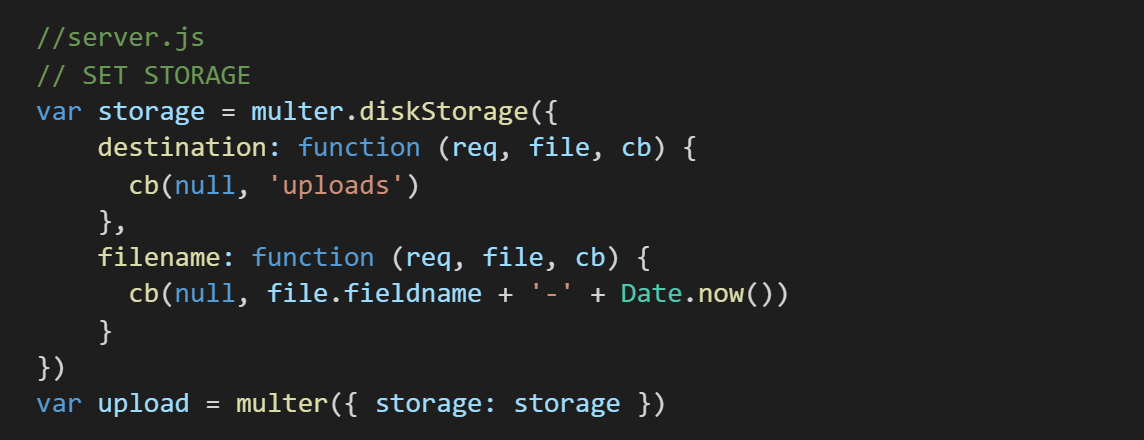 //server.js
// SET STORAGE
var storage = multer.diskStorage({
    destination: function (req, file, cb) {
      cb(null, 'uploads')
    },
    filename: function (req, file, cb) {
      cb(null, file.fieldname + '-' + Date.now())
    }
})
var upload = multer({ storage: storage })